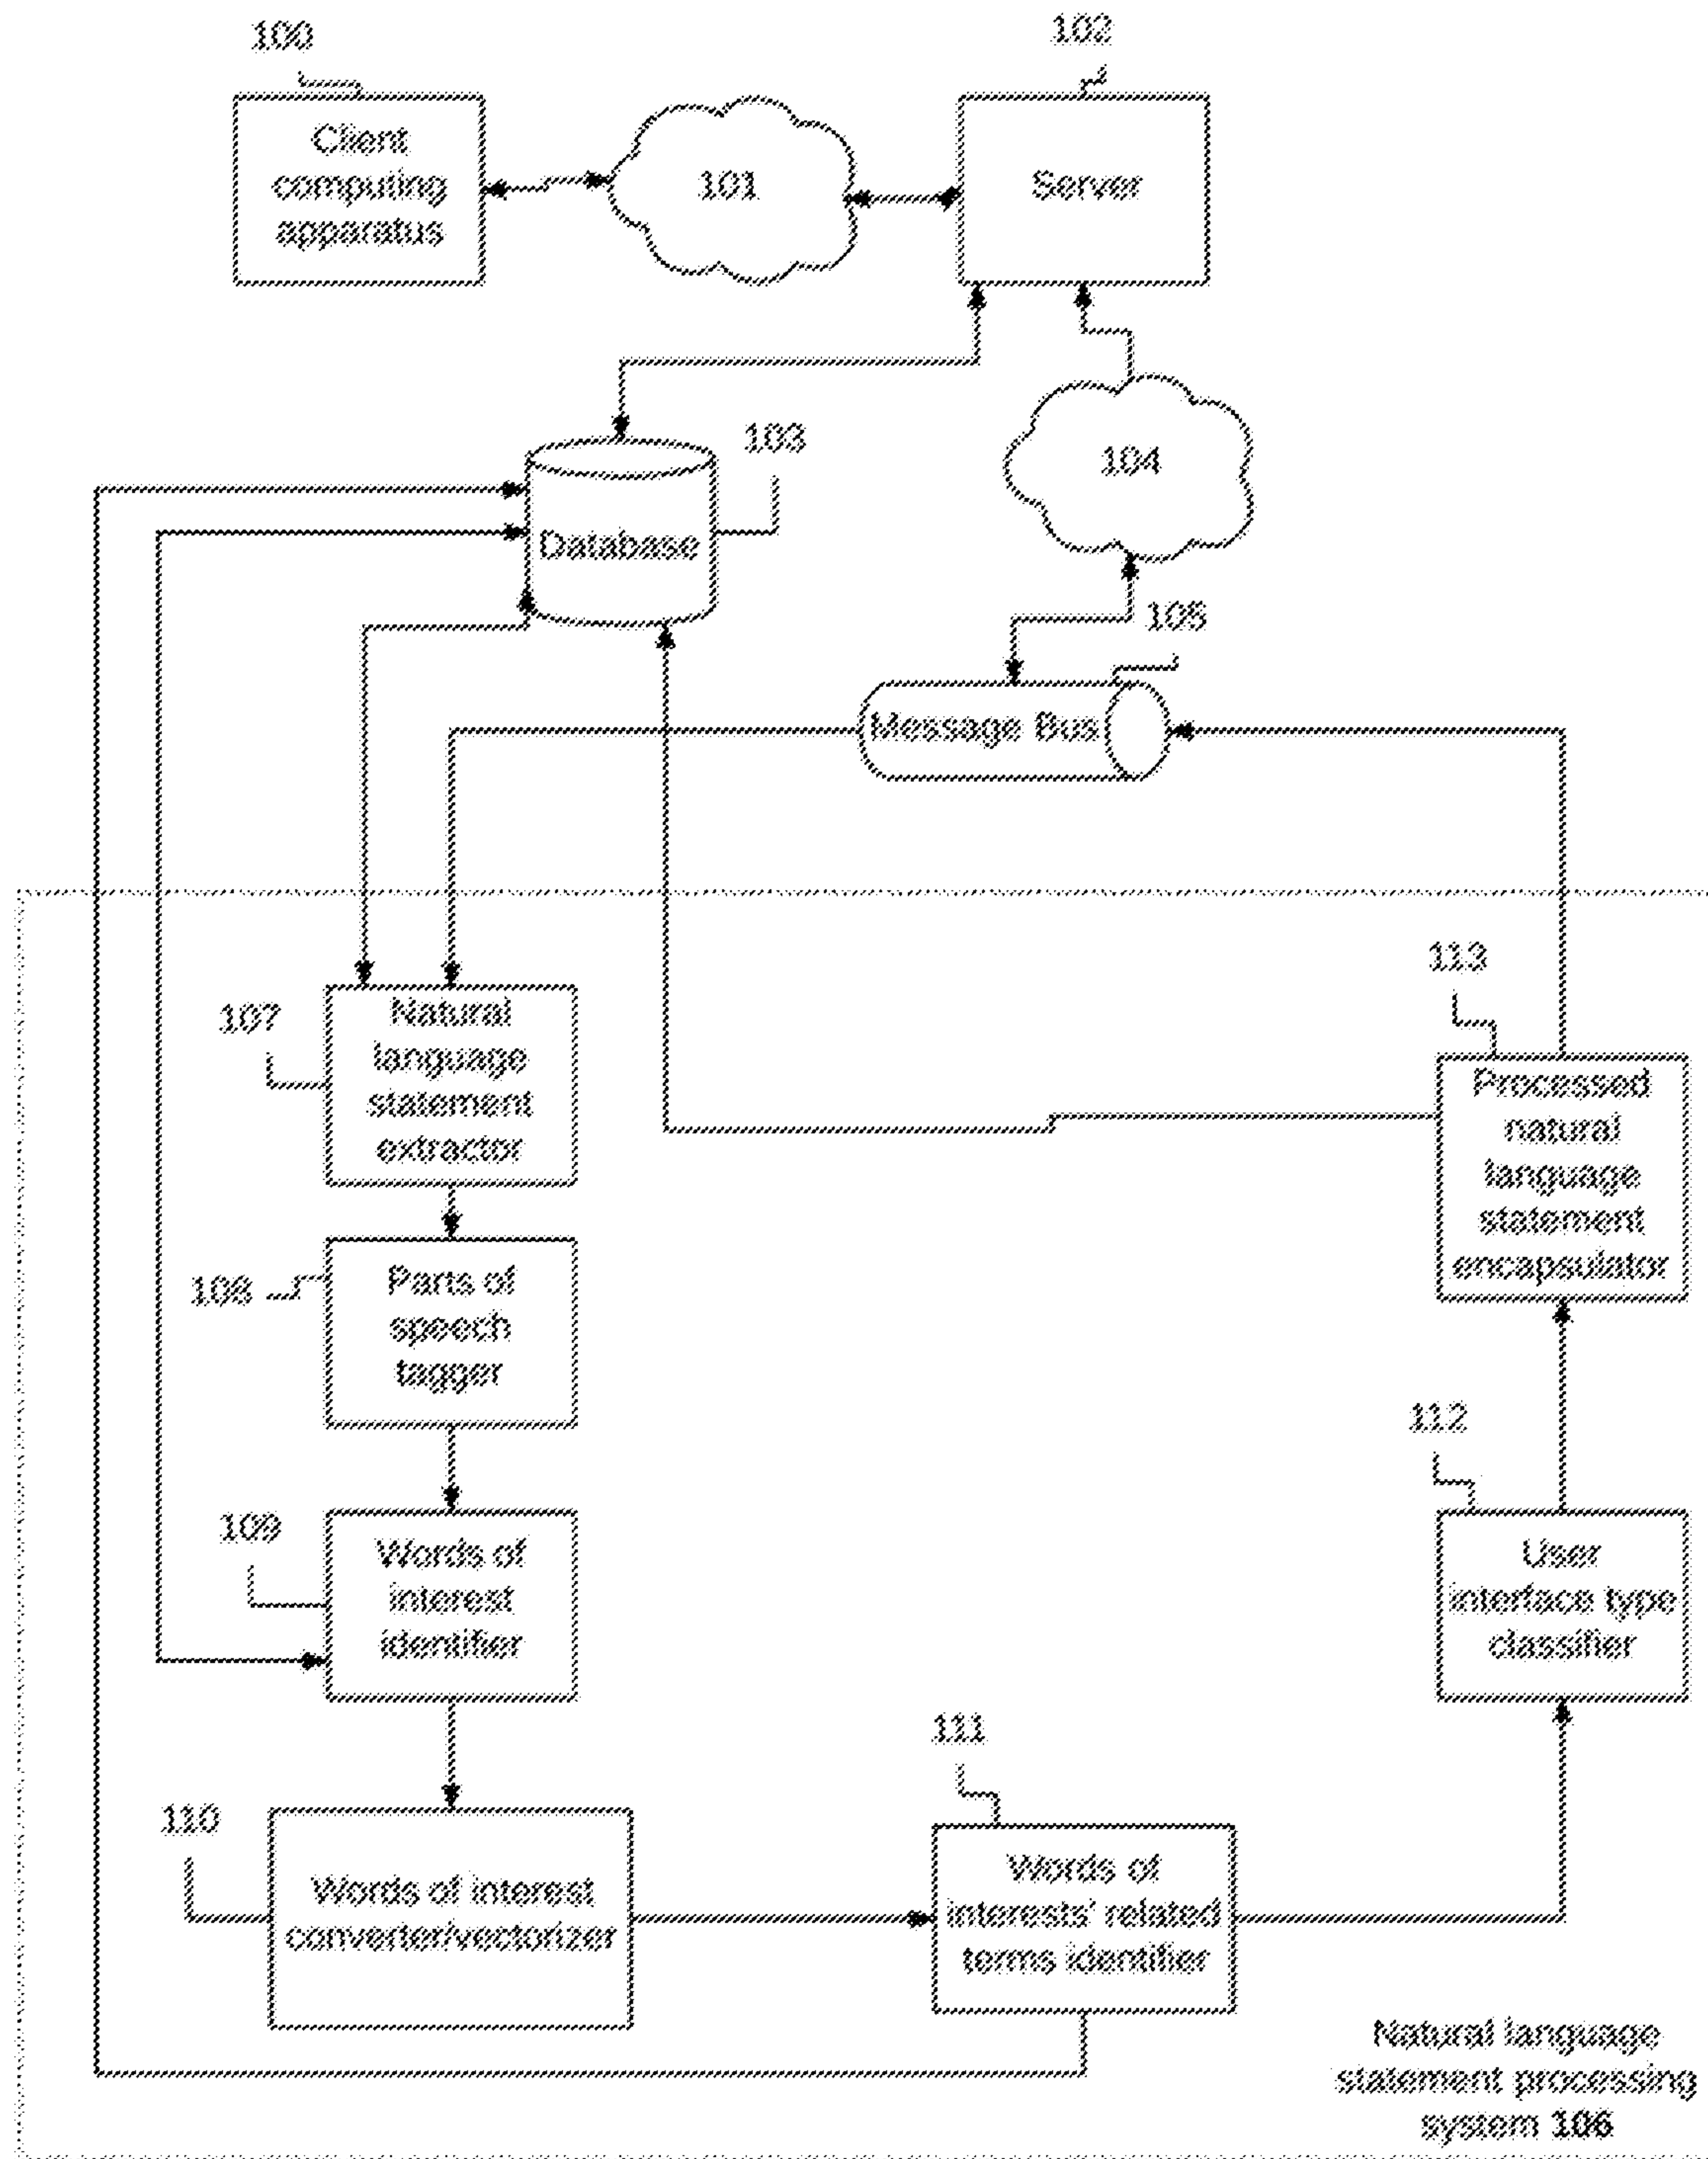 100
102
Client
computing
apparatus
101
Server
103
104
Database
105
Message Bus
113
107
Natural
language
statement
extractor
Processed
natural
language
statement
encapsulator
108
Parts of
speech
tagger
112
109
Words of
interest
identifier
User
interface type
classifier
111
110
Words of interest
converter/vectorizer
Words of
interests' related
terms identifier
Natural language
statement processing
system 106